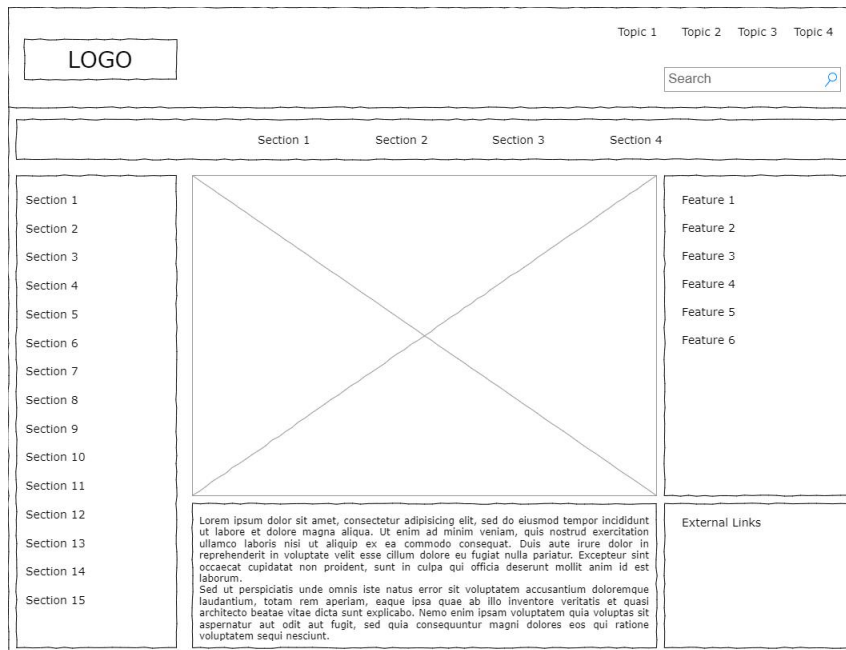 Topic 1 Topic 2 Topic 3 Topic 4
LOGO
Search
Section 1 Section 2 Section 3 Section 4
Section 1
Section 2
Section 3
Section 4
Section 5
Section 6
Section 7
Section 8
Section 9
Section 10
Section 11
Section 12
Section 13
Section 14
Section 15
Lorem ipsum dolor sit amet, consectetur adipisicing elit, sed do eiusmod tempor incididunt
ut labore et dolore magna aliqua. Ut enim ad minim veniam, quis nostrud exercitation
ullamco laboris nisi ut aliquip ex ea commodo consequat. Duis aute irure dolor in
reprehenderit in voluptate velit esse cillum dolore eu fugiat nulla pariatur. Excepteur sint
occaecat cupidatat non proident, sunt in culpa qui officia deserunt mollit anim id est
laborum.
Sed ut perspiciatis unde omnis iste natus error sit voluptatem accusantium doloremque
laudantium, totam rem aperiam, eaque ipsa quae ab illo inventore veritatis et quasi
architecto beatae vitae dicta sunt explicabo. Nemo enim ipsam voluptatem quia voluptas sit
aspernatur aut odit aut fugit, sed quia consequuntur magni dolores eos qui ratione
voluptatem sequi nesciunt.
Feature 1
Feature 2
Feature 3
Feature 4
Feature 5
Feature 6
External Links